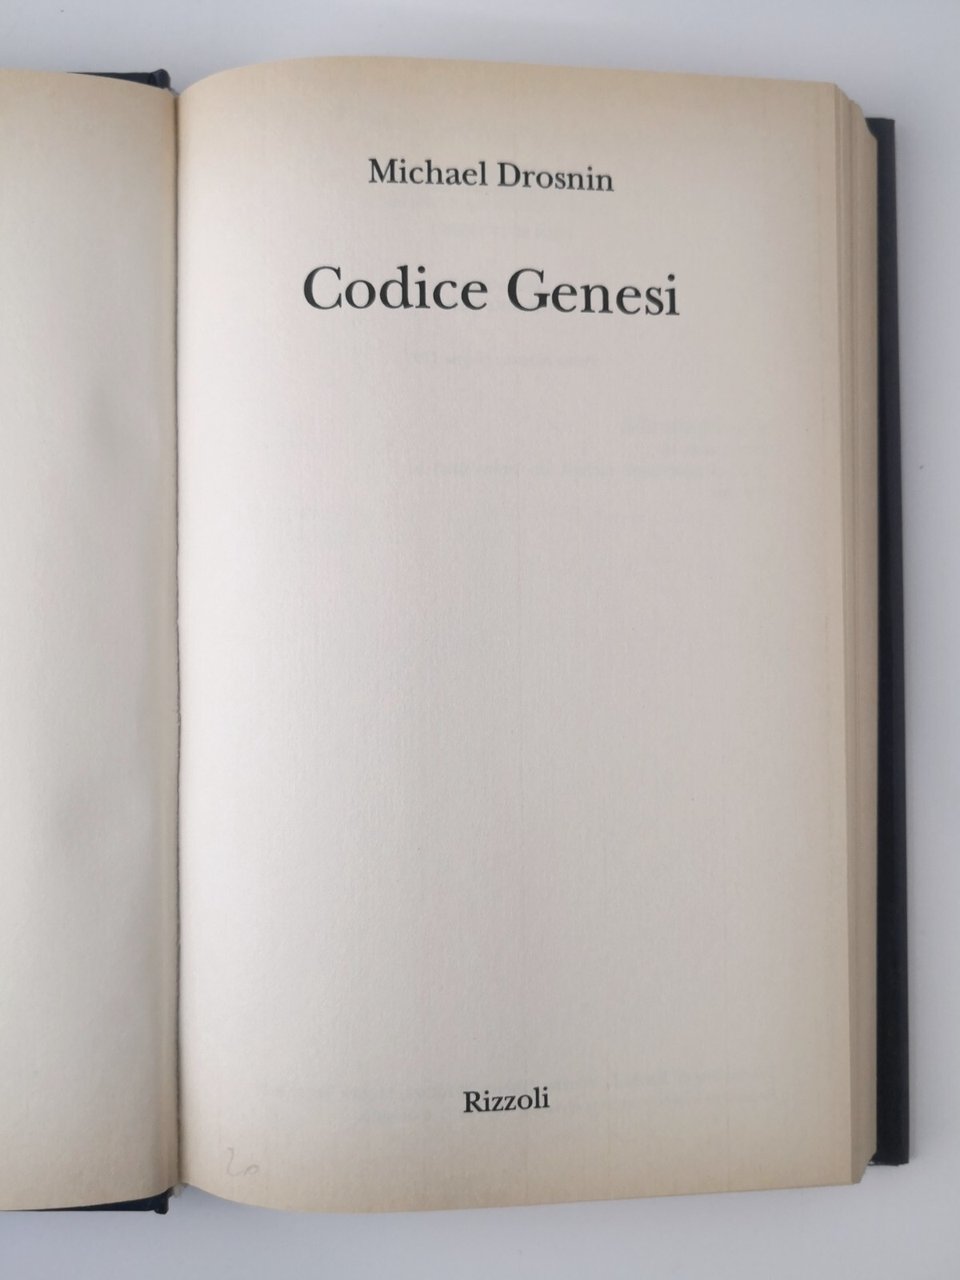 Michael Drosnin
Codice Genesi
Rizzoli